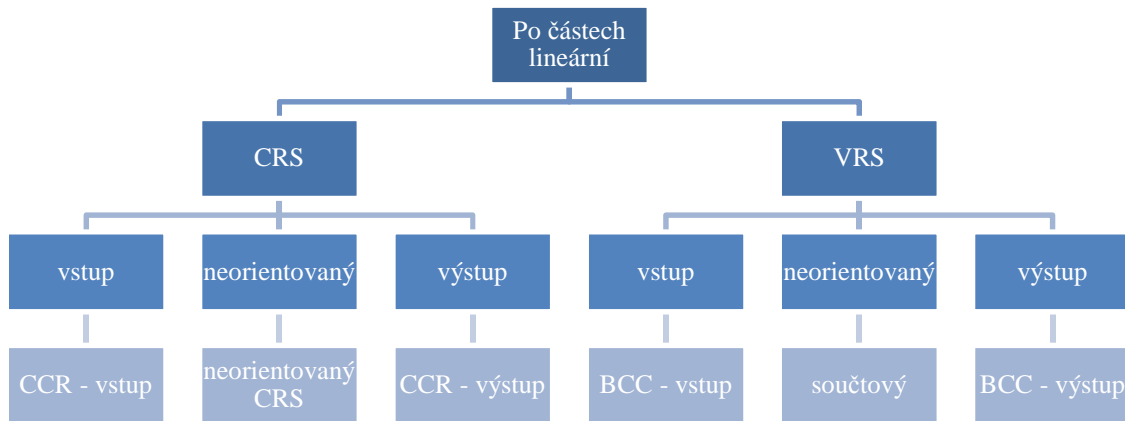 Po částech
lineární
CRS
VRS
vstup
neorientovaný
výstup
vstup
neorientovaný
výstup
CCR - vstup
neorientovaný
CRS
CCR - výstup
BCC - vstup
součtový
BCC - výstup